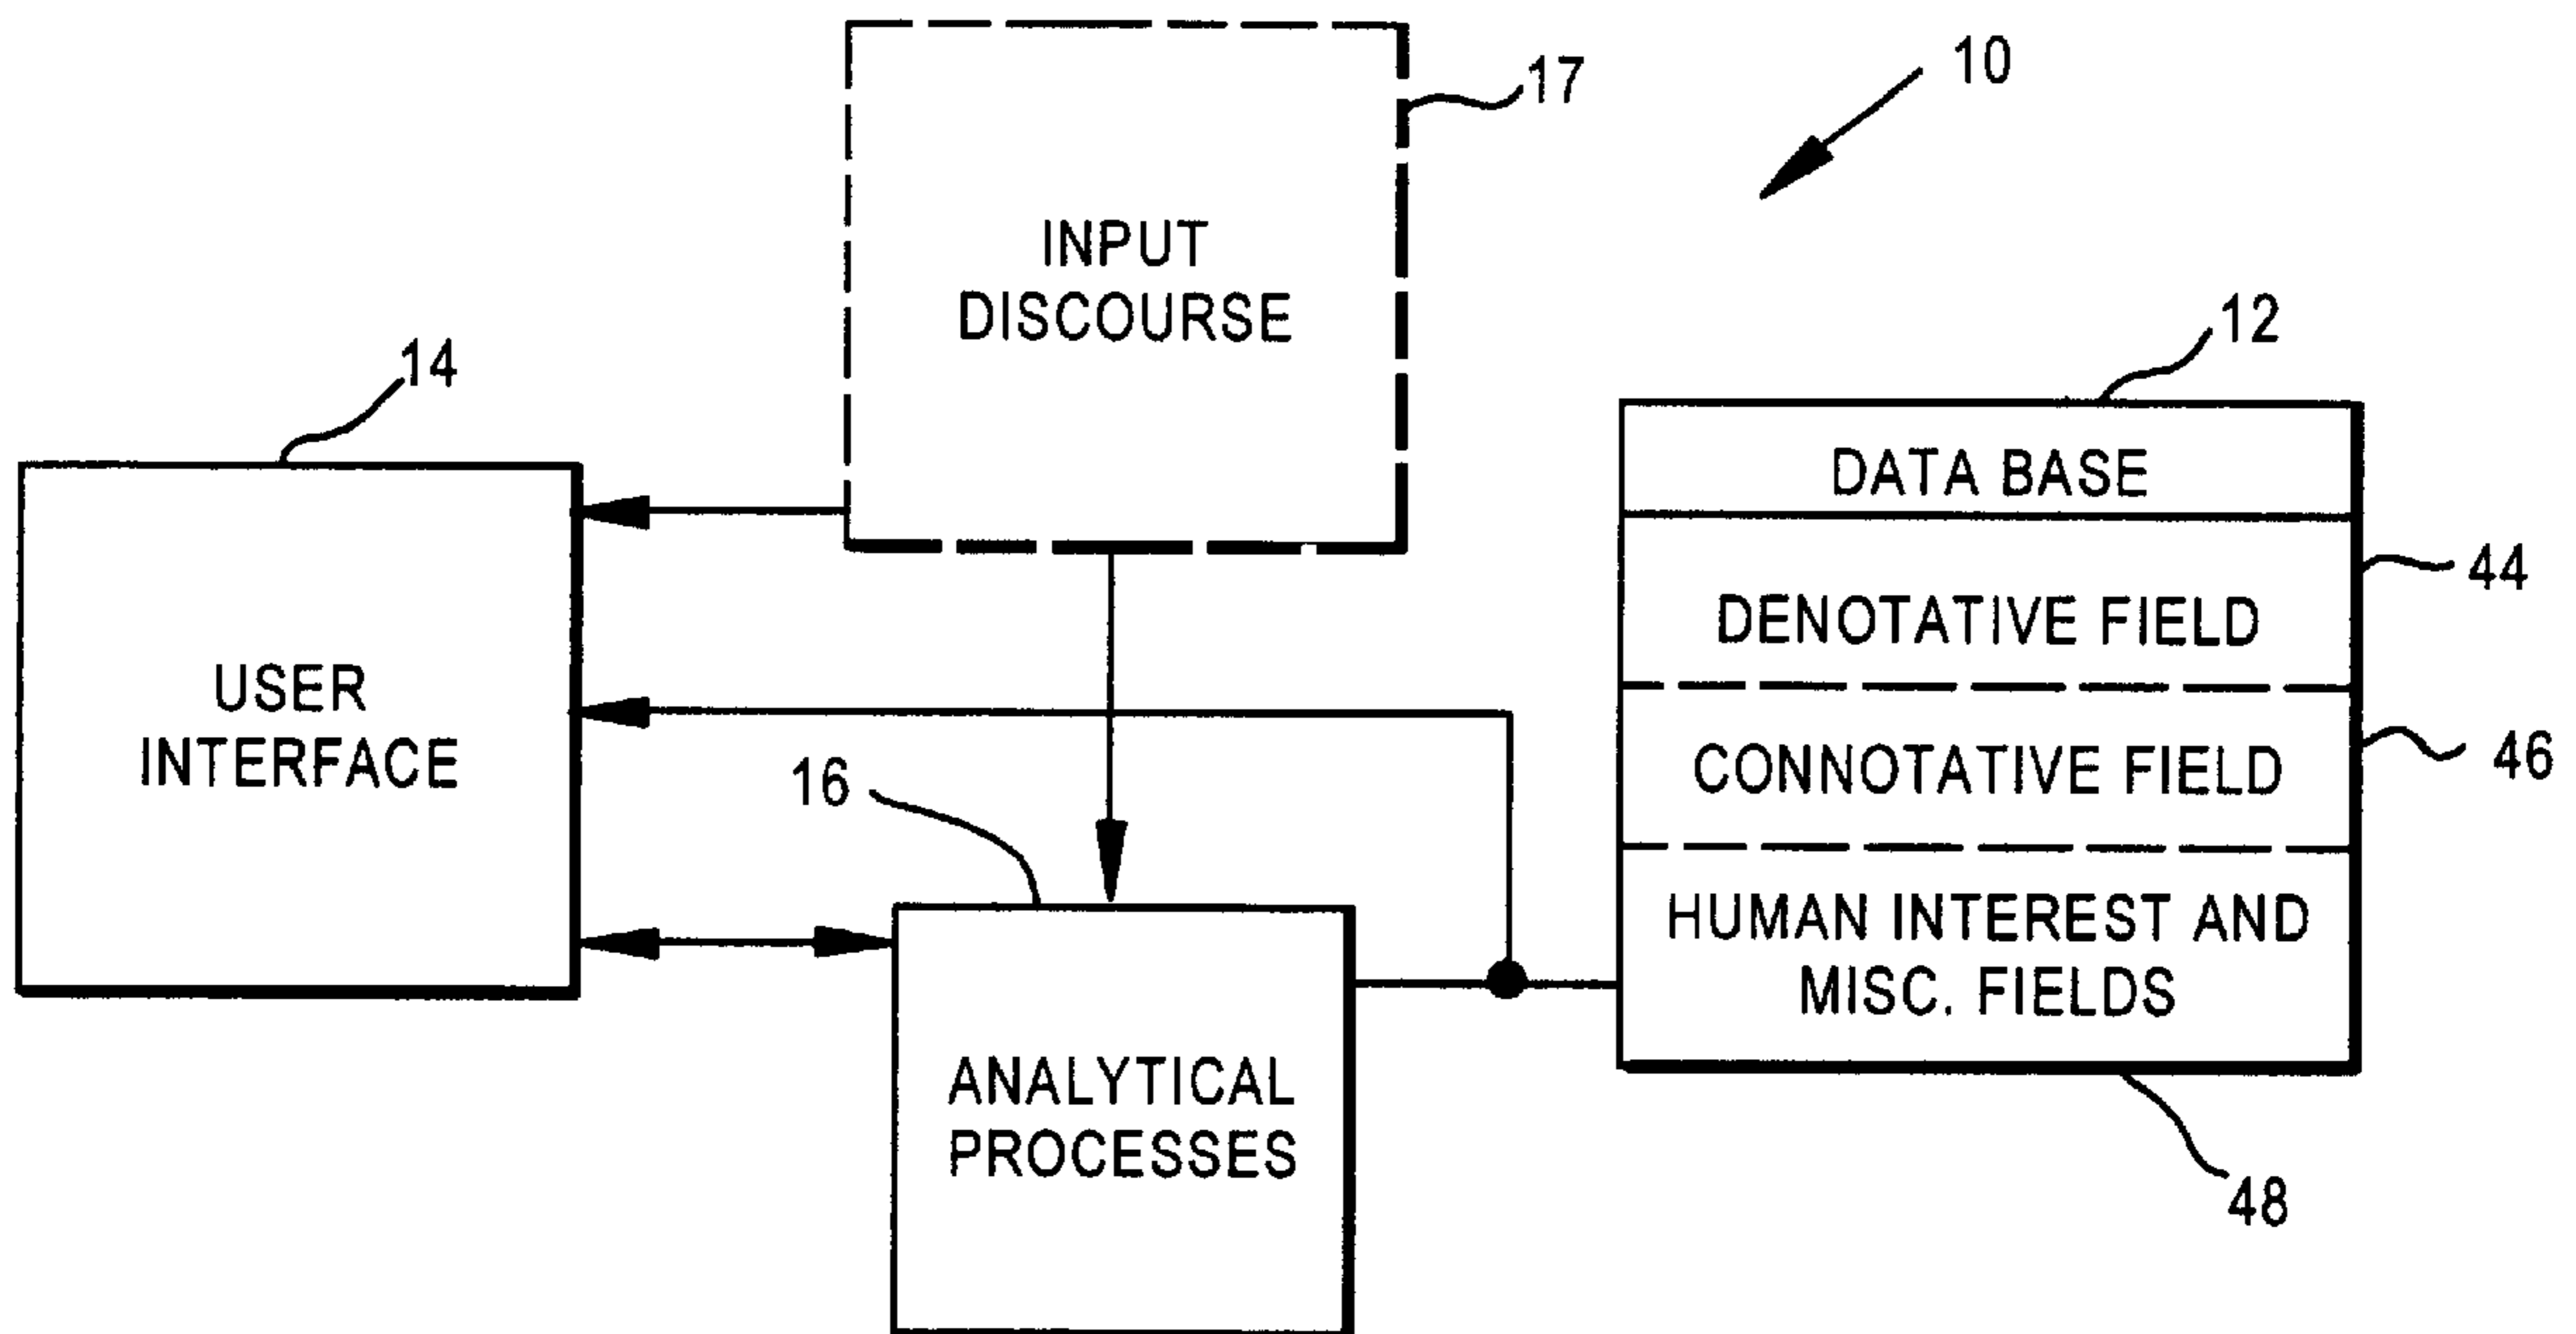 10
17
INPUT
DISCOURSE
12
DATA BASE
14
44
DENOTATIVE FIELD
USER
INTERFACE
46
CONNOTATIVE FIELD
16
HUMAN INTEREST AND
MISC. FIELDS
ANALYTICAL
PROCESSES
48